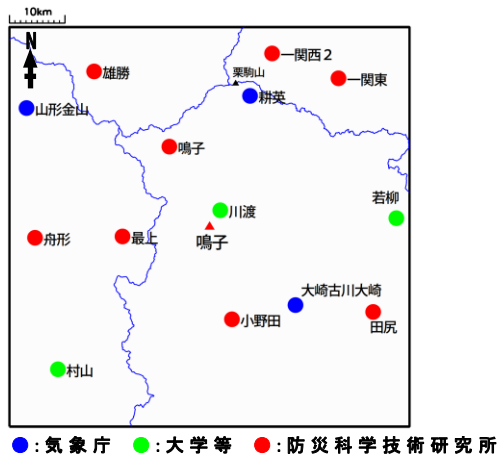 10km
N
一関西２
栗駒山
雄勝
一関東
耕英
山形金山
鳴子
若柳
川渡
舟形
最上
鳴子
大崎古川大崎
小野田
田尻
村山
：気象庁 ：大学等 ：防災科学技術研究所